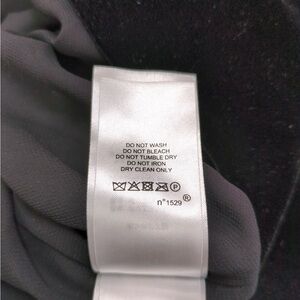 DO NOT WASH
DO NOT BLEACH
DO NOT TUMBLE DRY
DO NOT IRON
DRY CLEAN ONLY
P
n°1529 ®